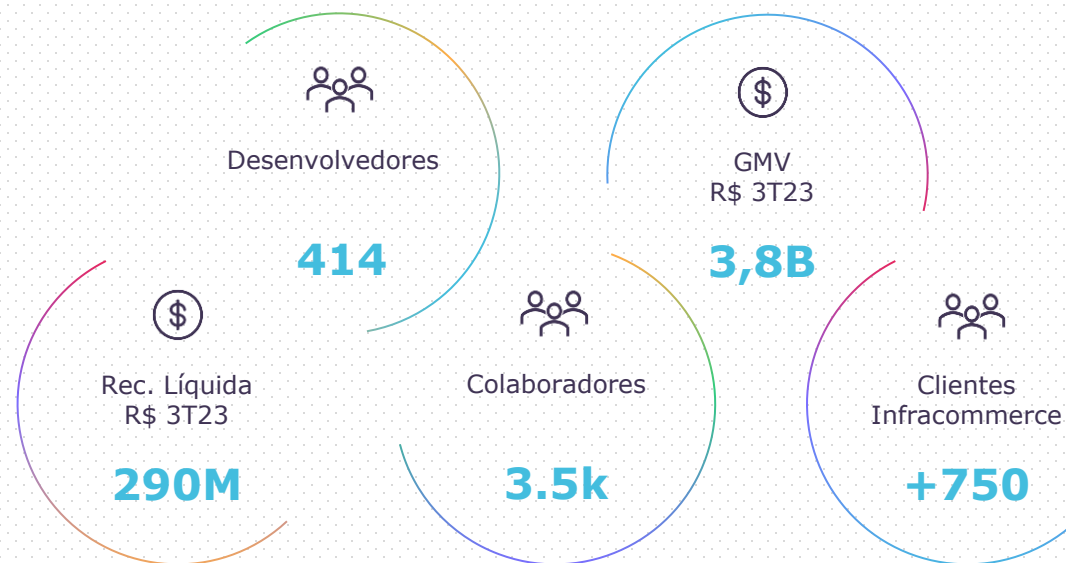 Desenvolvedores
414
GMV
R$ 3T23
3,8B
Rec. Líquida
R$ 3T23
290M
Colaboradores
3.5k
Clientes
Infracommerce
+750